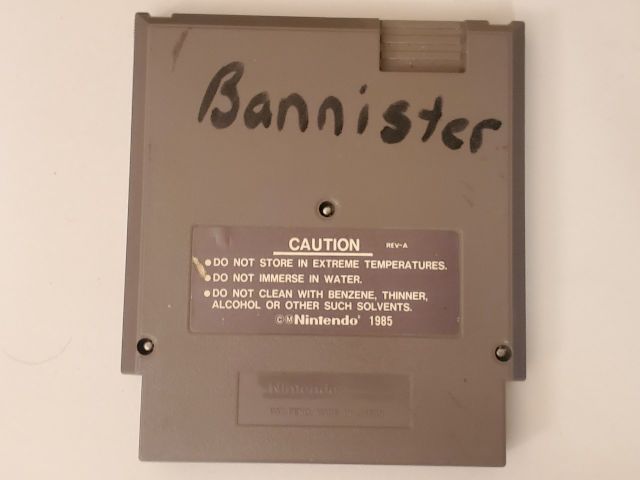 Bannister
CAUTION REV-A
• DO NOT STORE IN EXTREME TEMPERATURES.
• DO NOT IMMERSE IN WATER.
• DO NOT CLEAN WITH BENZENE, THINNER,
ALCOHOL OR OTHER SUCH SOLVENTS.
©Ⓜ Nintendo® 1985
Nintendo